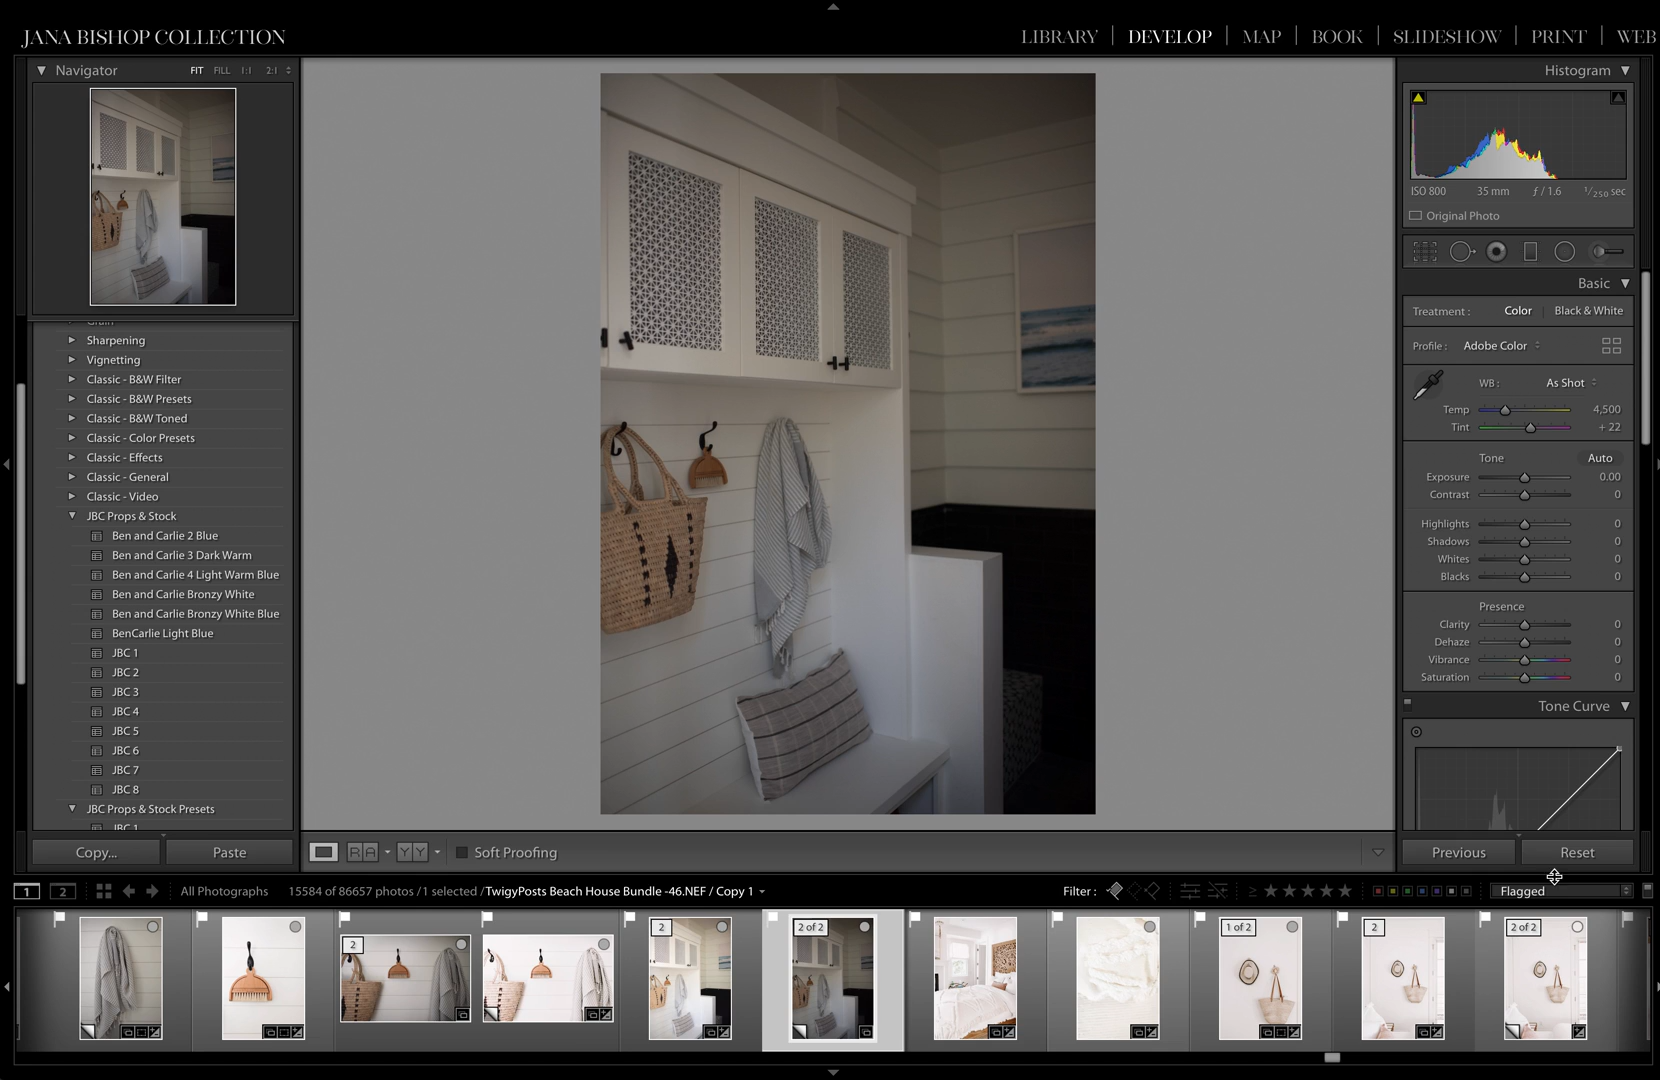 JANA BISHOP COLLECTION
LIBRARY | DEVELOP | MAP | BOOK | SLIDESHOW | PRINT | WEB
Navigator FIT FILL 1:1 2:1
Grain
Sharpening
Vignetting
Classic - B&W Filter
Classic - B&W Presets
Classic - B&W Toned
Classic - Color Presets
Classic - Effects
Classic - General
Classic - Video
JBC Props & Stock
Ben and Carlie 2 Blue
Ben and Carlie 3 Dark Warm
Ben and Carlie 4 Light Warm Blue
Ben and Carlie Bronzy White
Ben and Carlie Bronzy White Blue
BenCarlie Light Blue
JBC 1
JBC 2
JBC 3
JBC 4
JBC 5
JBC 6
JBC 7
JBC 8
JBC Props & Stock Presets
JBC 1
Copy... Paste
R A Y Y Soft Proofing
Histogram
ISO 800 35 mm ƒ / 1.6 1/250 sec
Original Photo
Basic
Treatment : Color | Black & White
Profile : Adobe Color
WB : As Shot
Temp 4,500
Tint + 22
Tone Auto
Exposure 0.00
Contrast 0
Highlights 0
Shadows 0
Whites 0
Blacks 0
Presence
Clarity 0
Dehaze 0
Vibrance 0
Saturation 0
Tone Curve
Previous Reset
1 2 All Photographs 15584 of 86657 photos / 1 selected / TwigyPosts Beach House Bundle -46.NEF / Copy 1 Filter : ≥ ★★★★★ Flagged
2 2 2 of 2 1 of 2 2 2 of 2